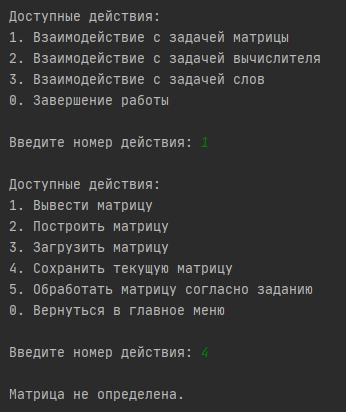 Доступные действия:
1. Взаимодействие с задачей матрицы
2. Взаимодействие с задачей вычислителя
3. Взаимодействие с задачей слов
0. Завершение работы
Введите номер действия: 1
Доступные действия:
1. Вывести матрицу
2. Построить матрицу
3. Загрузить матрицу
4. Сохранить текущую матрицу
5. Обработать матрицу согласно заданию
0. Вернуться в главное меню
Введите номер действия: 4
Матрица не определена.